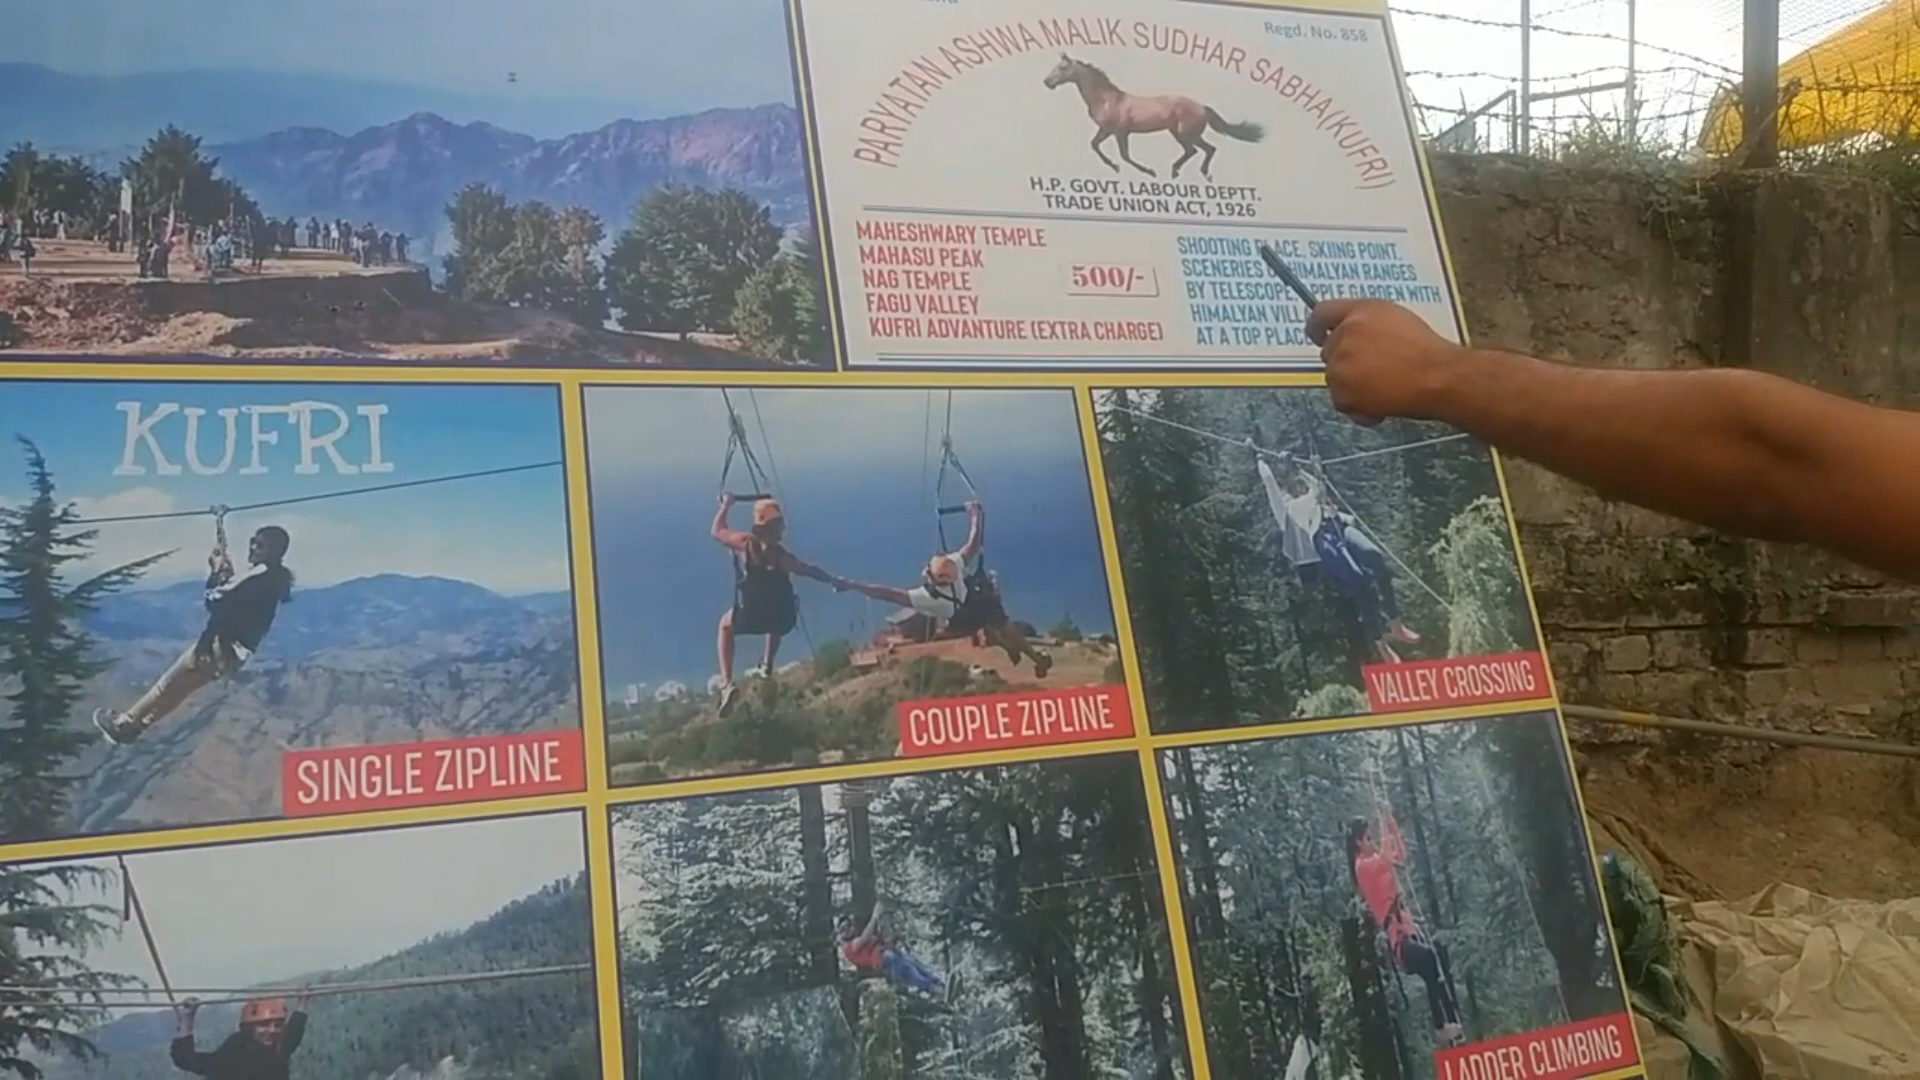 Regd. No. 858
PARYATAN ASHWA MALIK SUDHAR SABHA(KUFRI)
H.P. GOVT. LABOUR DEPTT.
TRADE UNION ACT, 1926
MAHESHWARY TEMPLE
MAHASU PEAK
NAG TEMPLE
FAGU VALLEY
KUFRI ADVANTURE (EXTRA CHARGE)
500/-
SHOOTING PLACE, SKIING POINT.
SCENERIES HIMALYAN RANGES
BY TELESCOPE. APPLE GARDEN WITH
HIMALYAN
AT A TOP PLACE
KUFRI
SINGLE ZIPLINE
COUPLE ZIPLINE
VALLEY CROSSING
LADDER CLIMBING